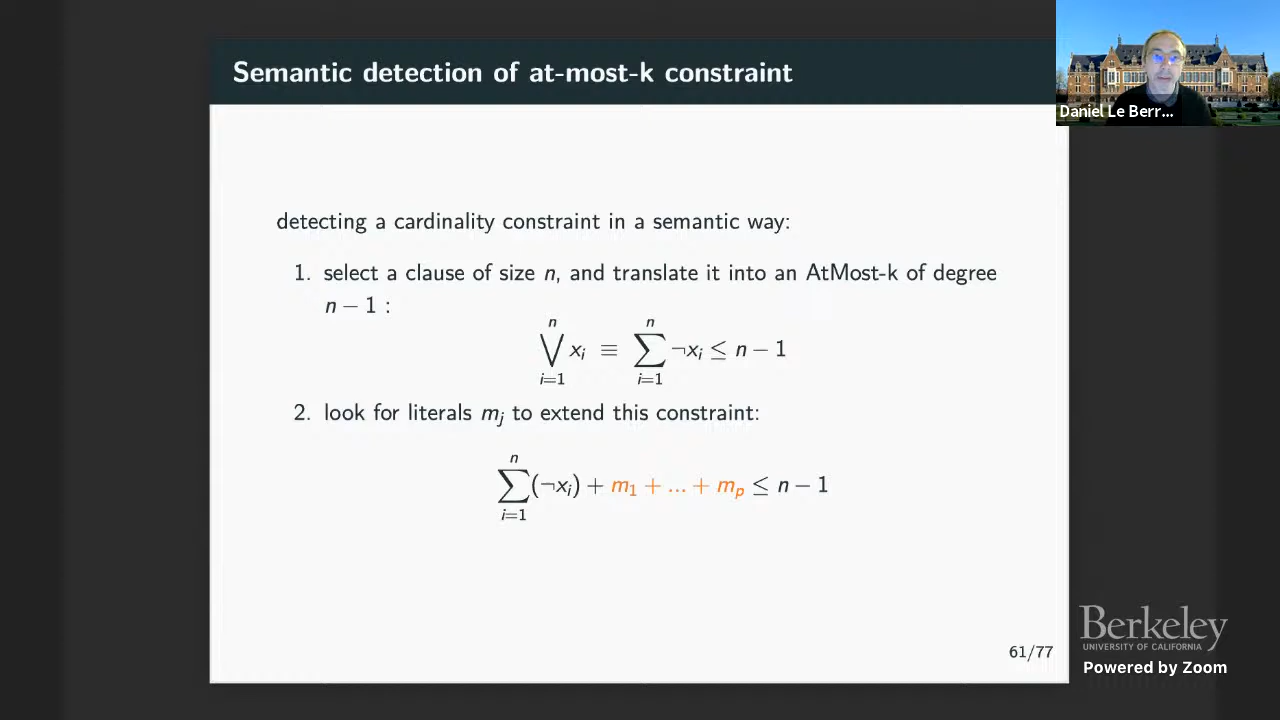 Semantic detection of at-most-k constraint
Daniel Le Berr...
detecting a cardinality constraint in a semantic way:
1. select a clause of size n, and translate it into an AtMost-k of degree
n − 1 :
⋁_{i=1}^{n} x_i ≡ ∑_{i=1}^{n} ¬x_i ≤ n − 1
2. look for literals m_j to extend this constraint:
∑_{i=1}^{n} (¬x_i) + m_1 + ... + m_p ≤ n − 1
61/77
Berkeley
UNIVERSITY OF CALIFORNIA
Powered by Zoom